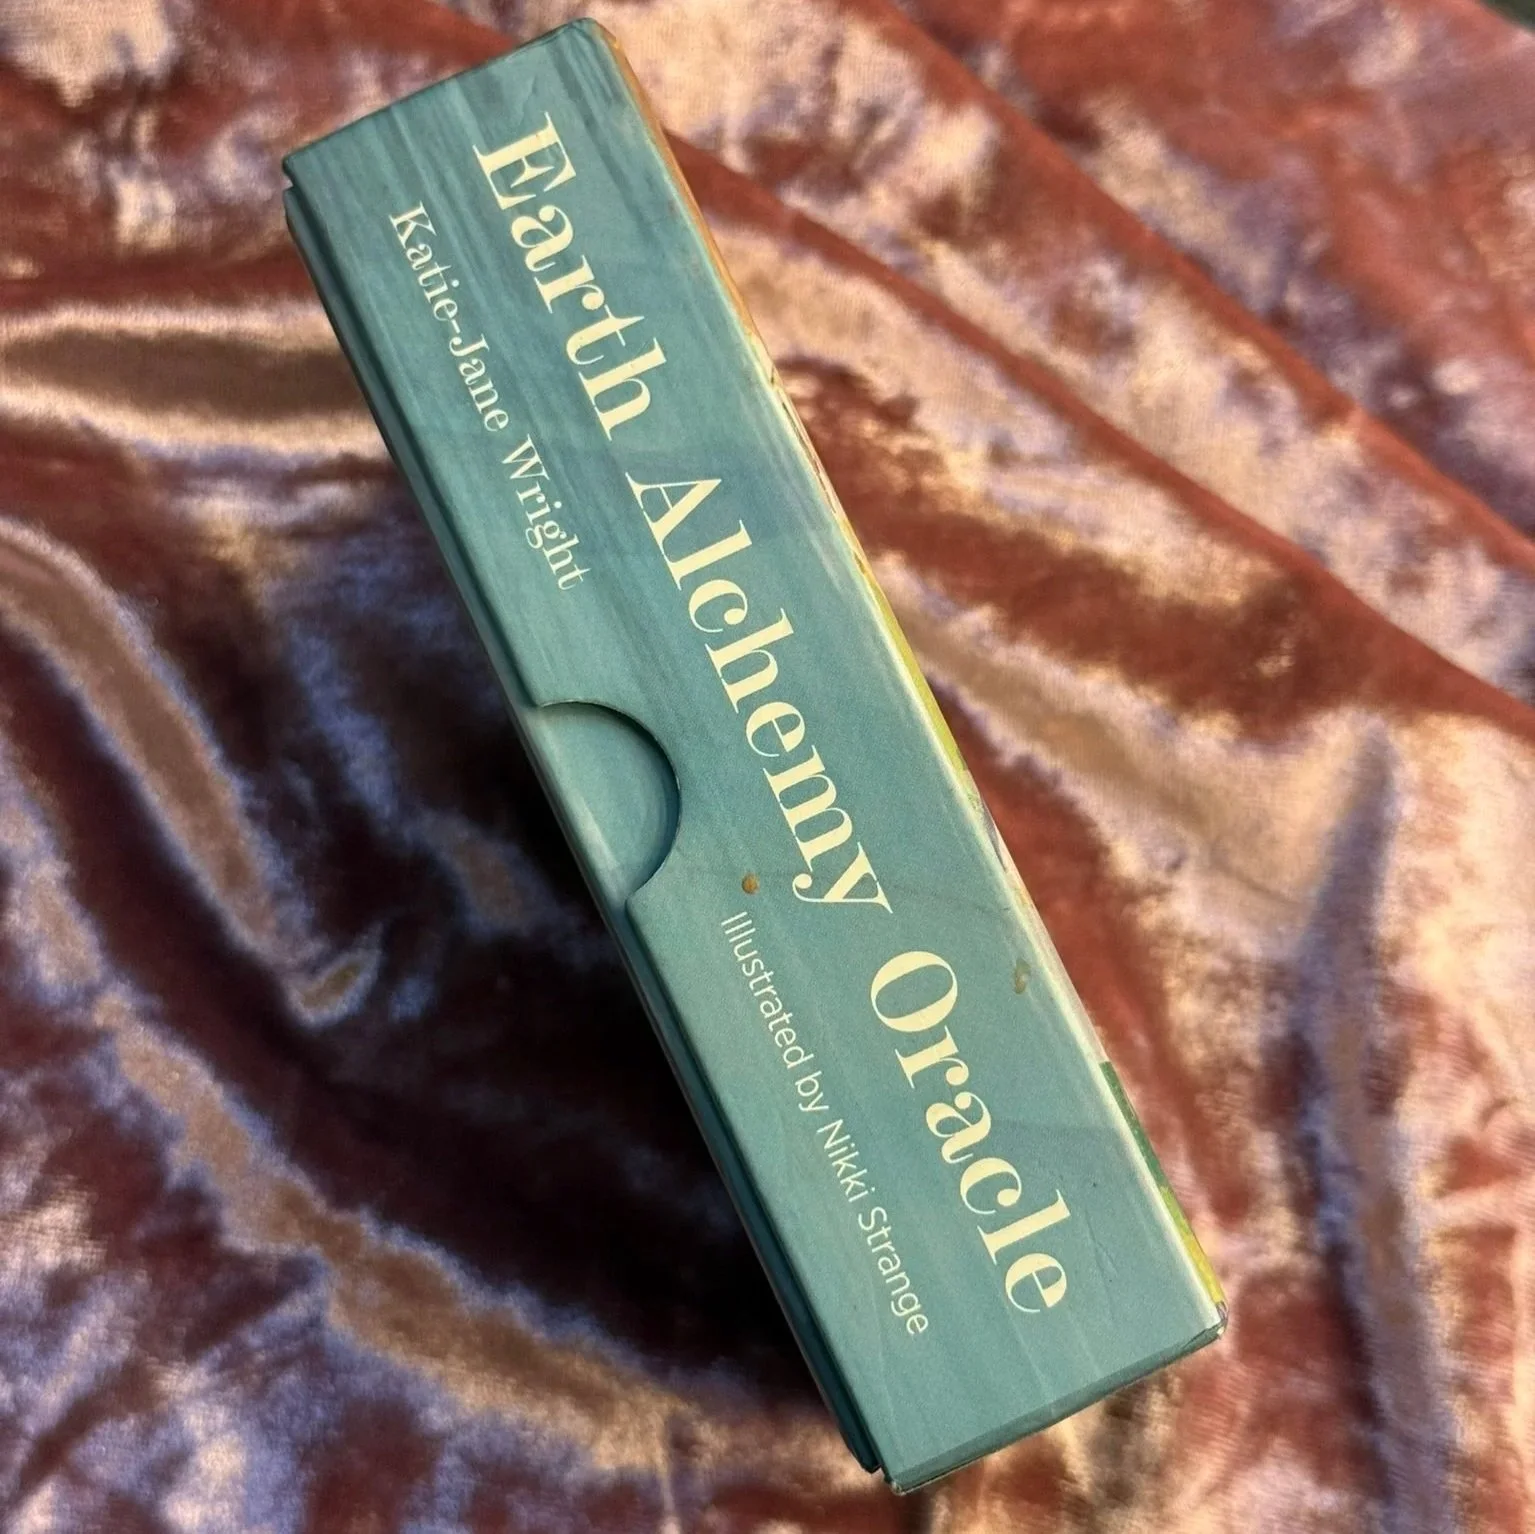 Earth Alchemy Oracle
Katie-Jane Wright
Illustrated by Nikki Strange